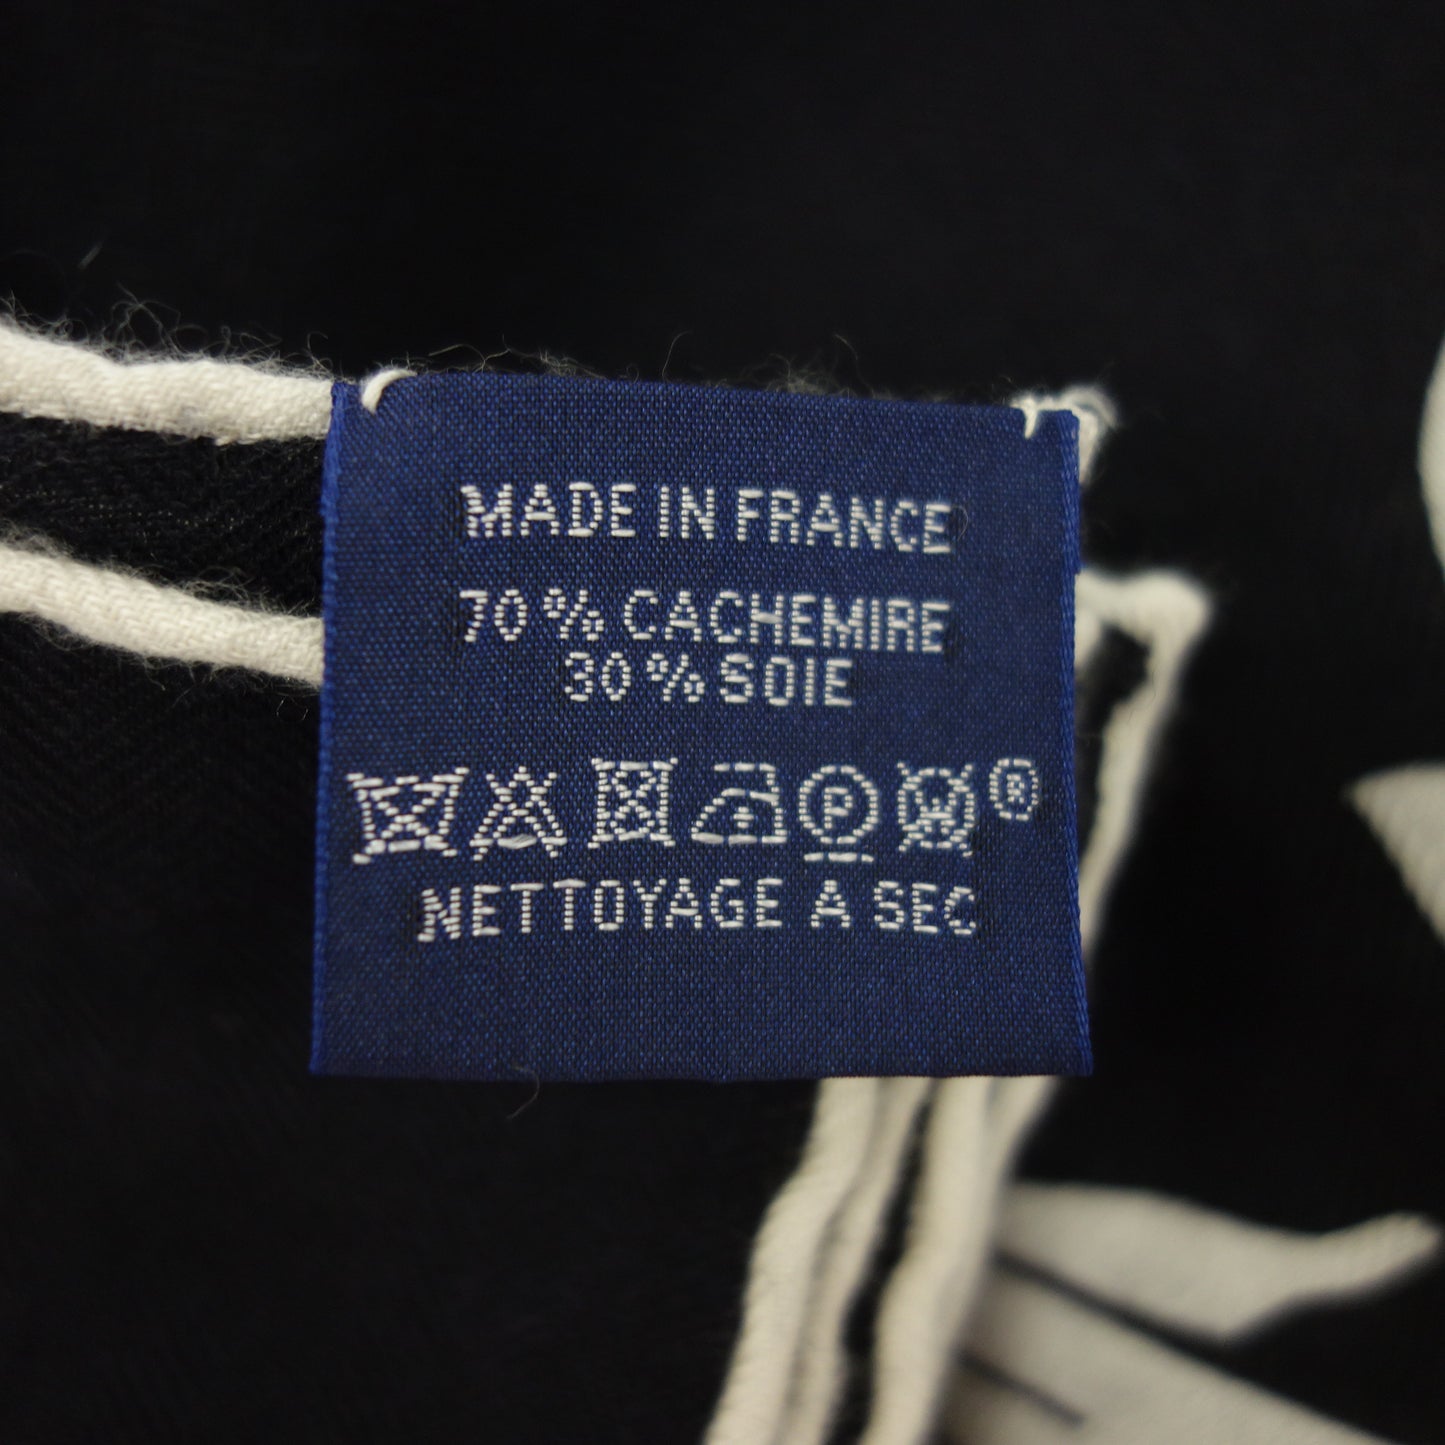 MADE IN FRANCE
70% CACHEMIRE
30% SOIE
P W ®
NETTOYAGE A SEC